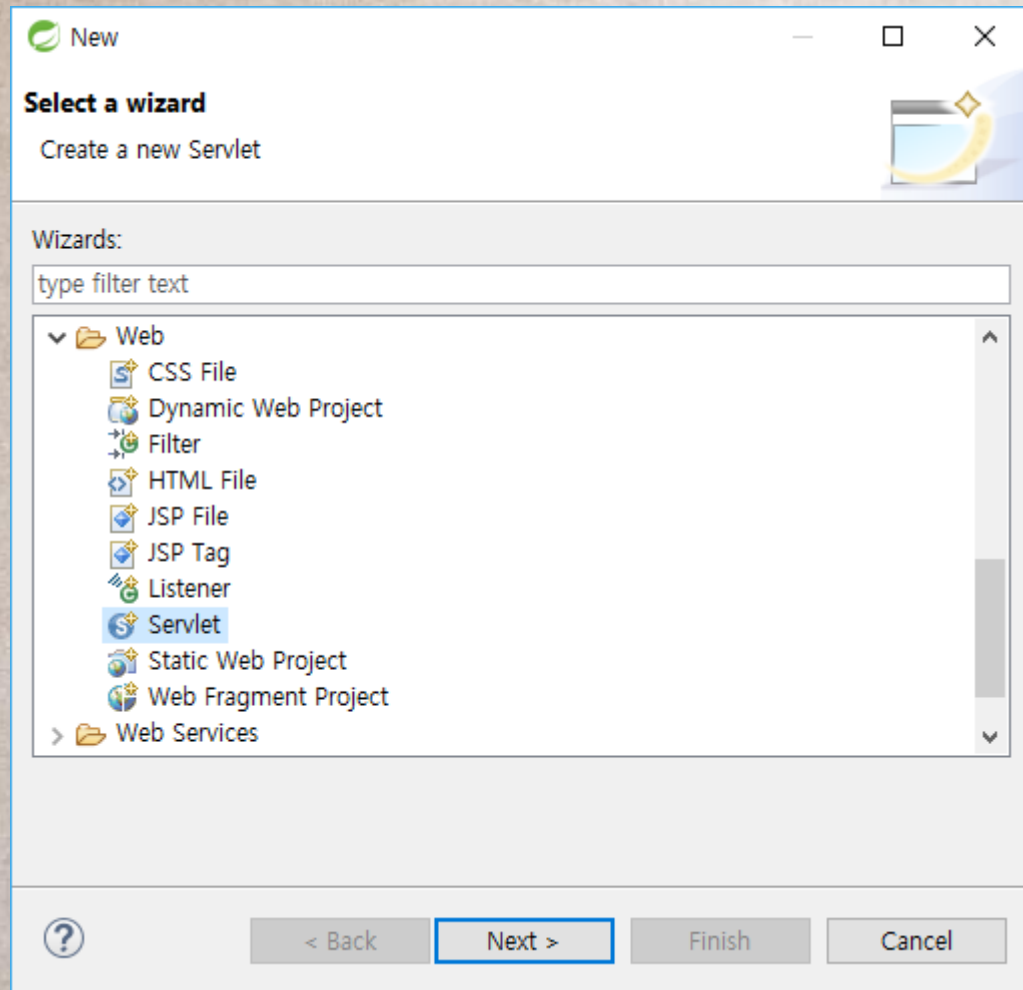 New
Select a wizard
Create a new Servlet
Wizards:
type filter text
Web
CSS File
Dynamic Web Project
Filter
HTML File
JSP File
JSP Tag
Listener
Servlet
Static Web Project
Web Fragment Project
Web Services
? < Back Next > Finish Cancel